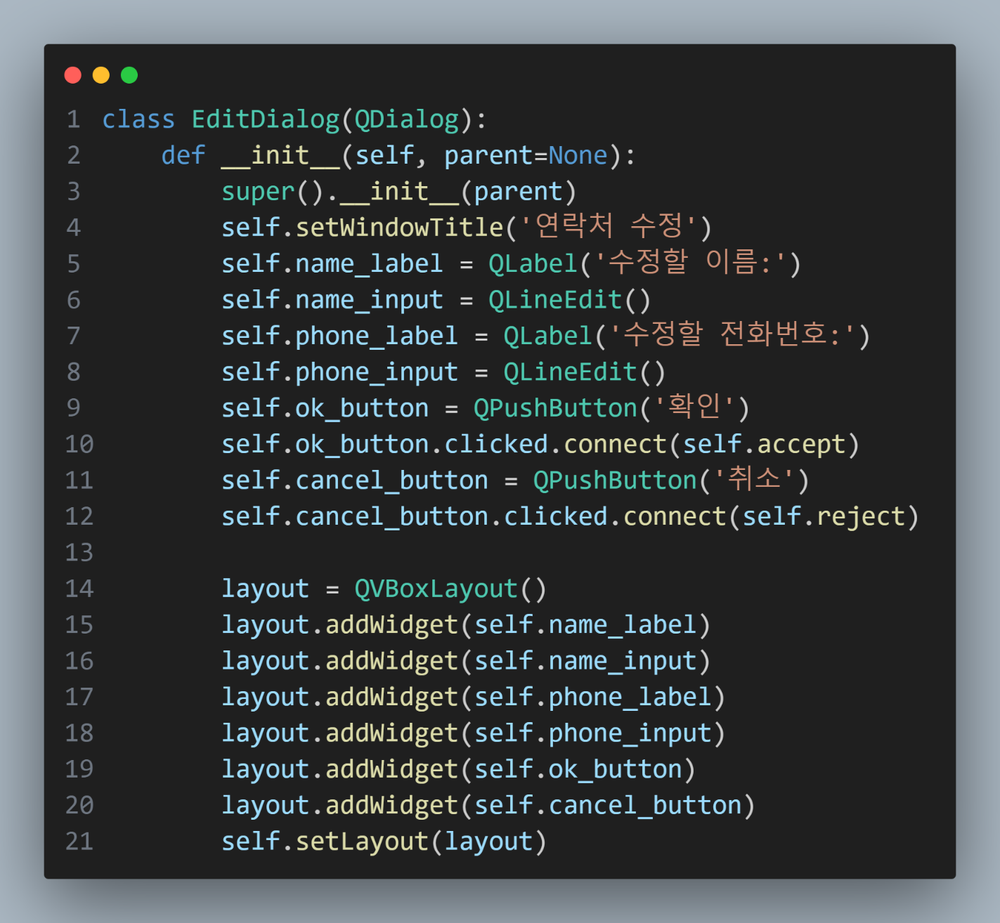 1 class EditDialog(QDialog):
2     def __init__(self, parent=None):
3         super().__init__(parent)
4         self.setWindowTitle('연락처 수정')
5         self.name_label = QLabel('수정할 이름:')
6         self.name_input = QLineEdit()
7         self.phone_label = QLabel('수정할 전화번호:')
8         self.phone_input = QLineEdit()
9         self.ok_button = QPushButton('확인')
10         self.ok_button.clicked.connect(self.accept)
11         self.cancel_button = QPushButton('취소')
12         self.cancel_button.clicked.connect(self.reject)
13
14         layout = QVBoxLayout()
15         layout.addWidget(self.name_label)
16         layout.addWidget(self.name_input)
17         layout.addWidget(self.phone_label)
18         layout.addWidget(self.phone_input)
19         layout.addWidget(self.ok_button)
20         layout.addWidget(self.cancel_button)
21         self.setLayout(layout)